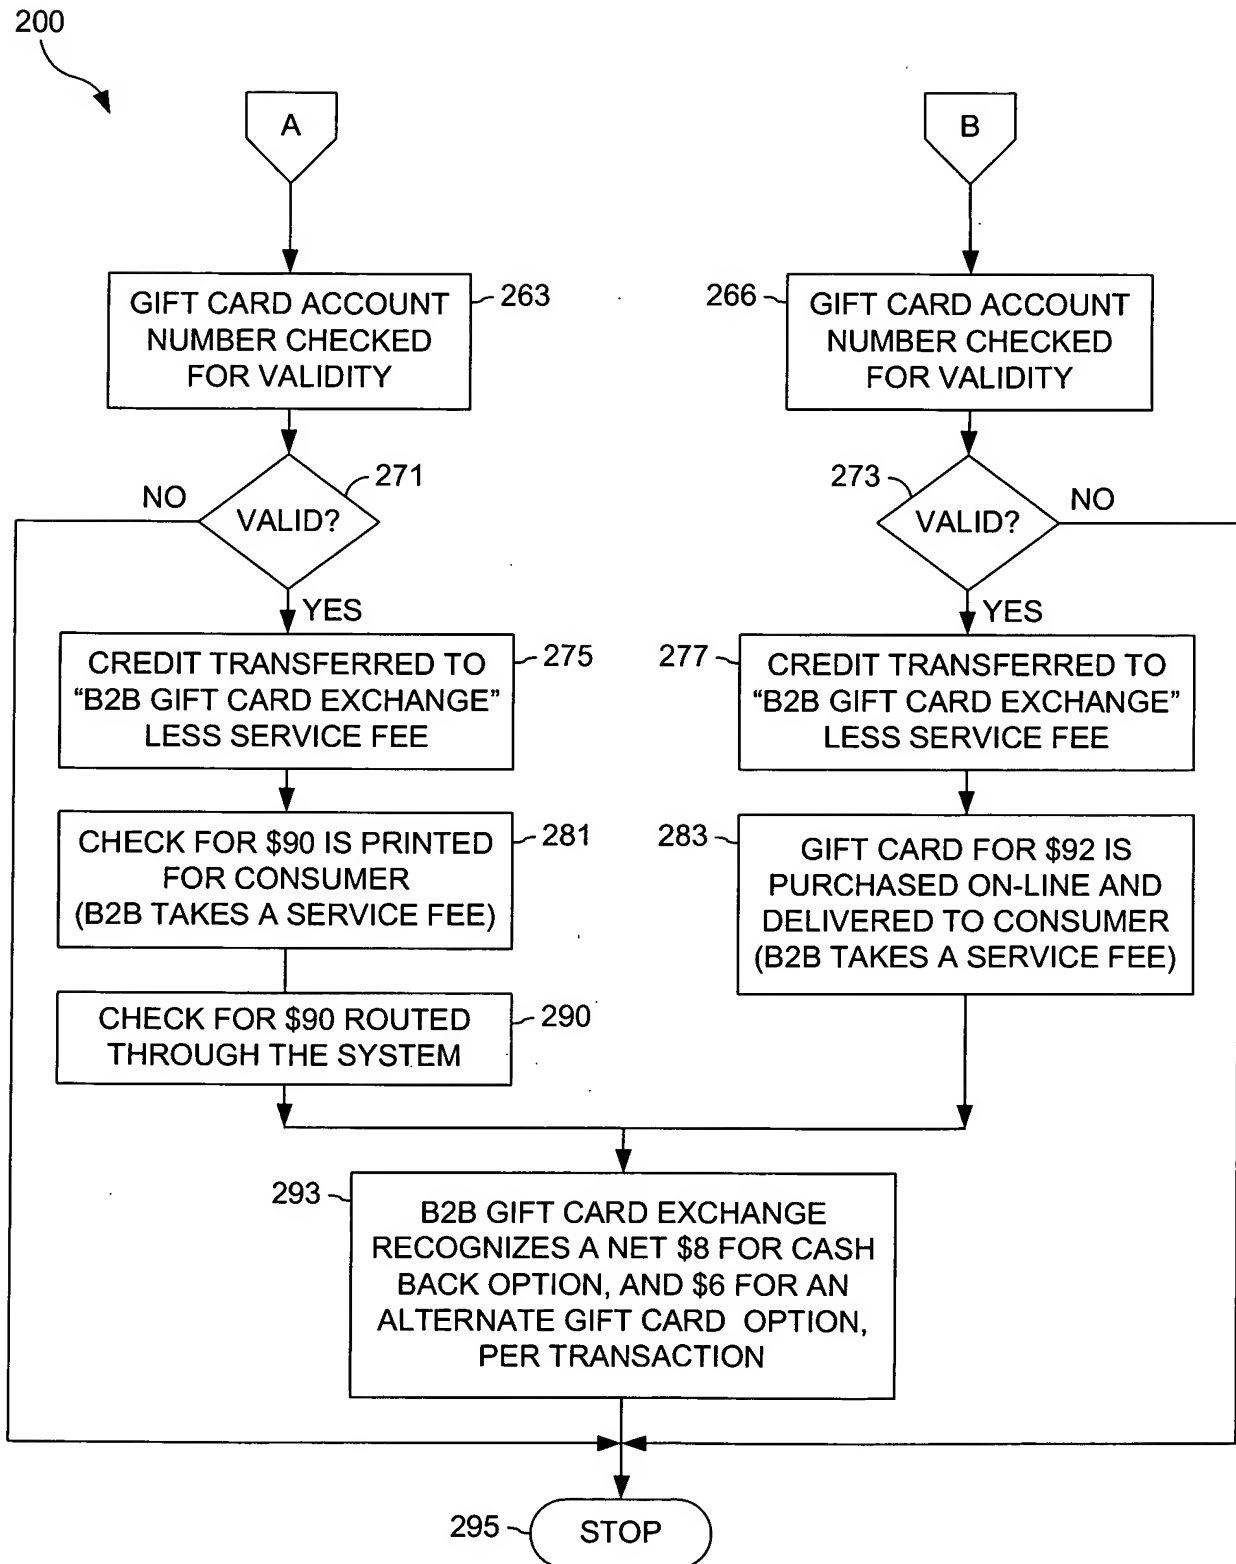 200
A
B
GIFT CARD ACCOUNT
NUMBER CHECKED
FOR VALIDITY
263
266
GIFT CARD ACCOUNT
NUMBER CHECKED
FOR VALIDITY
NO
VALID?
271
273
VALID?
NO
YES
YES
CREDIT TRANSFERRED TO
“B2B GIFT CARD EXCHANGE”
LESS SERVICE FEE
275
277
CREDIT TRANSFERRED TO
“B2B GIFT CARD EXCHANGE”
LESS SERVICE FEE
CHECK FOR $90 IS PRINTED
FOR CONSUMER
(B2B TAKES A SERVICE FEE)
281
283
GIFT CARD FOR $92 IS
PURCHASED ON-LINE AND
DELIVERED TO CONSUMER
(B2B TAKES A SERVICE FEE)
CHECK FOR $90 ROUTED
THROUGH THE SYSTEM
290
293
B2B GIFT CARD EXCHANGE
RECOGNIZES A NET $8 FOR CASH
BACK OPTION, AND $6 FOR AN
ALTERNATE GIFT CARD OPTION,
PER TRANSACTION
295
STOP